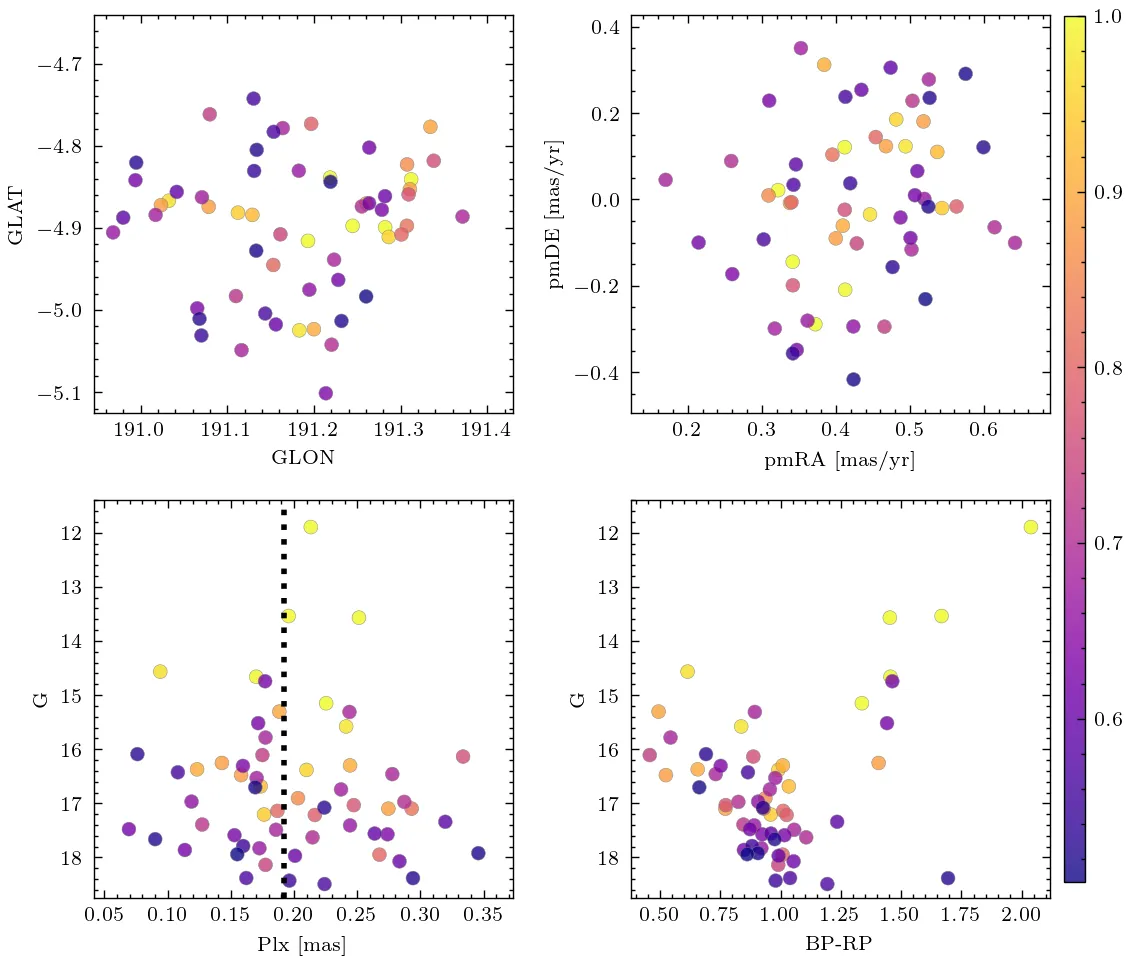 −4.7
−4.8
−4.9
−5.0
−5.1
GLAT
191.0 191.1 191.2 191.3 191.4
GLON
0.4
0.2
0.0
−0.2
−0.4
pmDE [mas/yr]
0.2 0.3 0.4 0.5 0.6
pmRA [mas/yr]
1.0
0.9
0.8
0.7
0.6
12
13
14
15
16
17
18
G
0.05 0.10 0.15 0.20 0.25 0.30 0.35
Plx [mas]
12
13
14
15
16
17
18
G
0.50 0.75 1.00 1.25 1.50 1.75 2.00
BP-RP